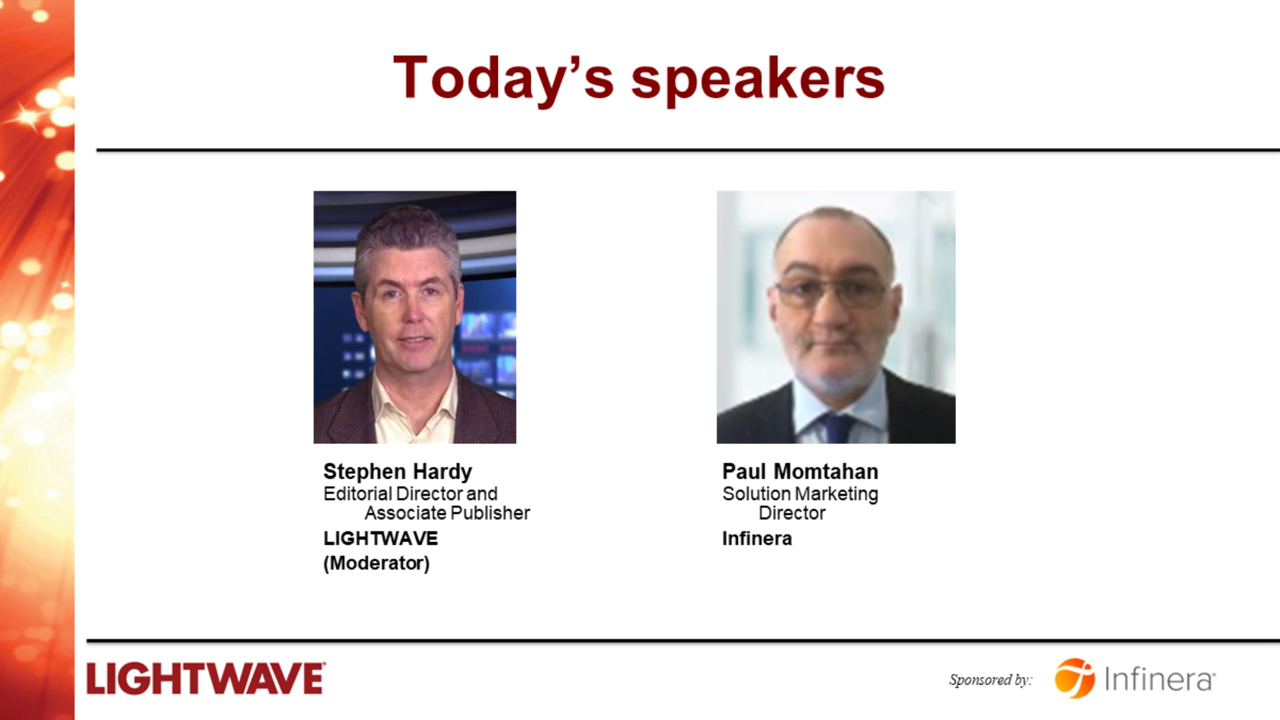 Today’s speakers
Stephen Hardy
Editorial Director and
Associate Publisher
LIGHTWAVE
(Moderator)
Paul Momtahan
Solution Marketing
Director
Infinera
LIGHTWAVE
Sponsored by:
Infinera